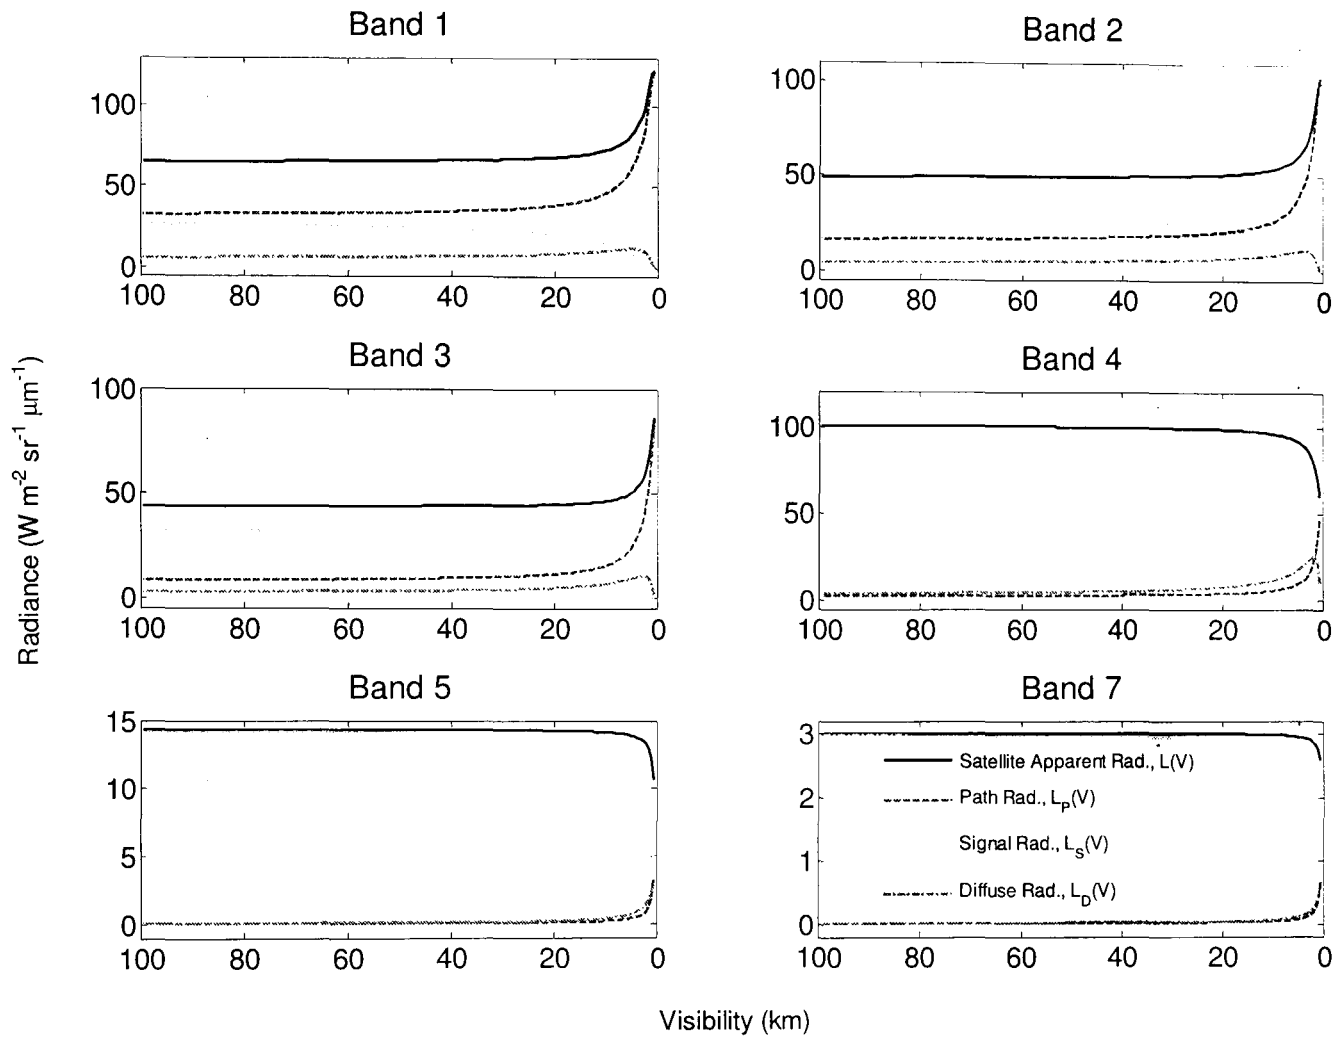 Band 1
100
50
0
100 80 60 40 20 0
Band 2
100
50
0
100 80 60 40 20 0
Band 3
100
50
0
100 80 60 40 20 0
Band 4
100
50
0
100 80 60 40 20 0
Band 5
15
10
5
0
100 80 60 40 20 0
Band 7
3
2
1
0
100 80 60 40 20 0
Satellite Apparent Rad., L(V)
Path Rad., L_P(V)
Signal Rad., L_S(V)
Diffuse Rad., L_D(V)
Radiance (W m⁻² sr⁻¹ μm⁻¹)
Visibility (km)